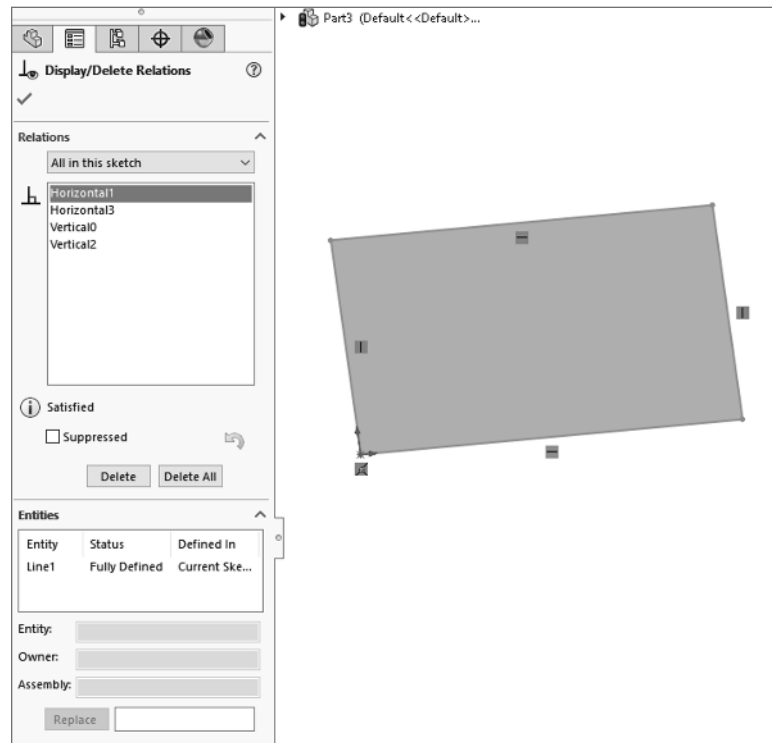 Part3 (Default<<Default>...
Display/Delete Relations
Relations
All in this sketch
Horizontal1
Horizontal3
Vertical0
Vertical2
Satisfied
Suppressed
Delete Delete All
Entities
Entity Status Defined In
Line1 Fully Defined Current Ske...
Entity:
Owner:
Assembly:
Replace